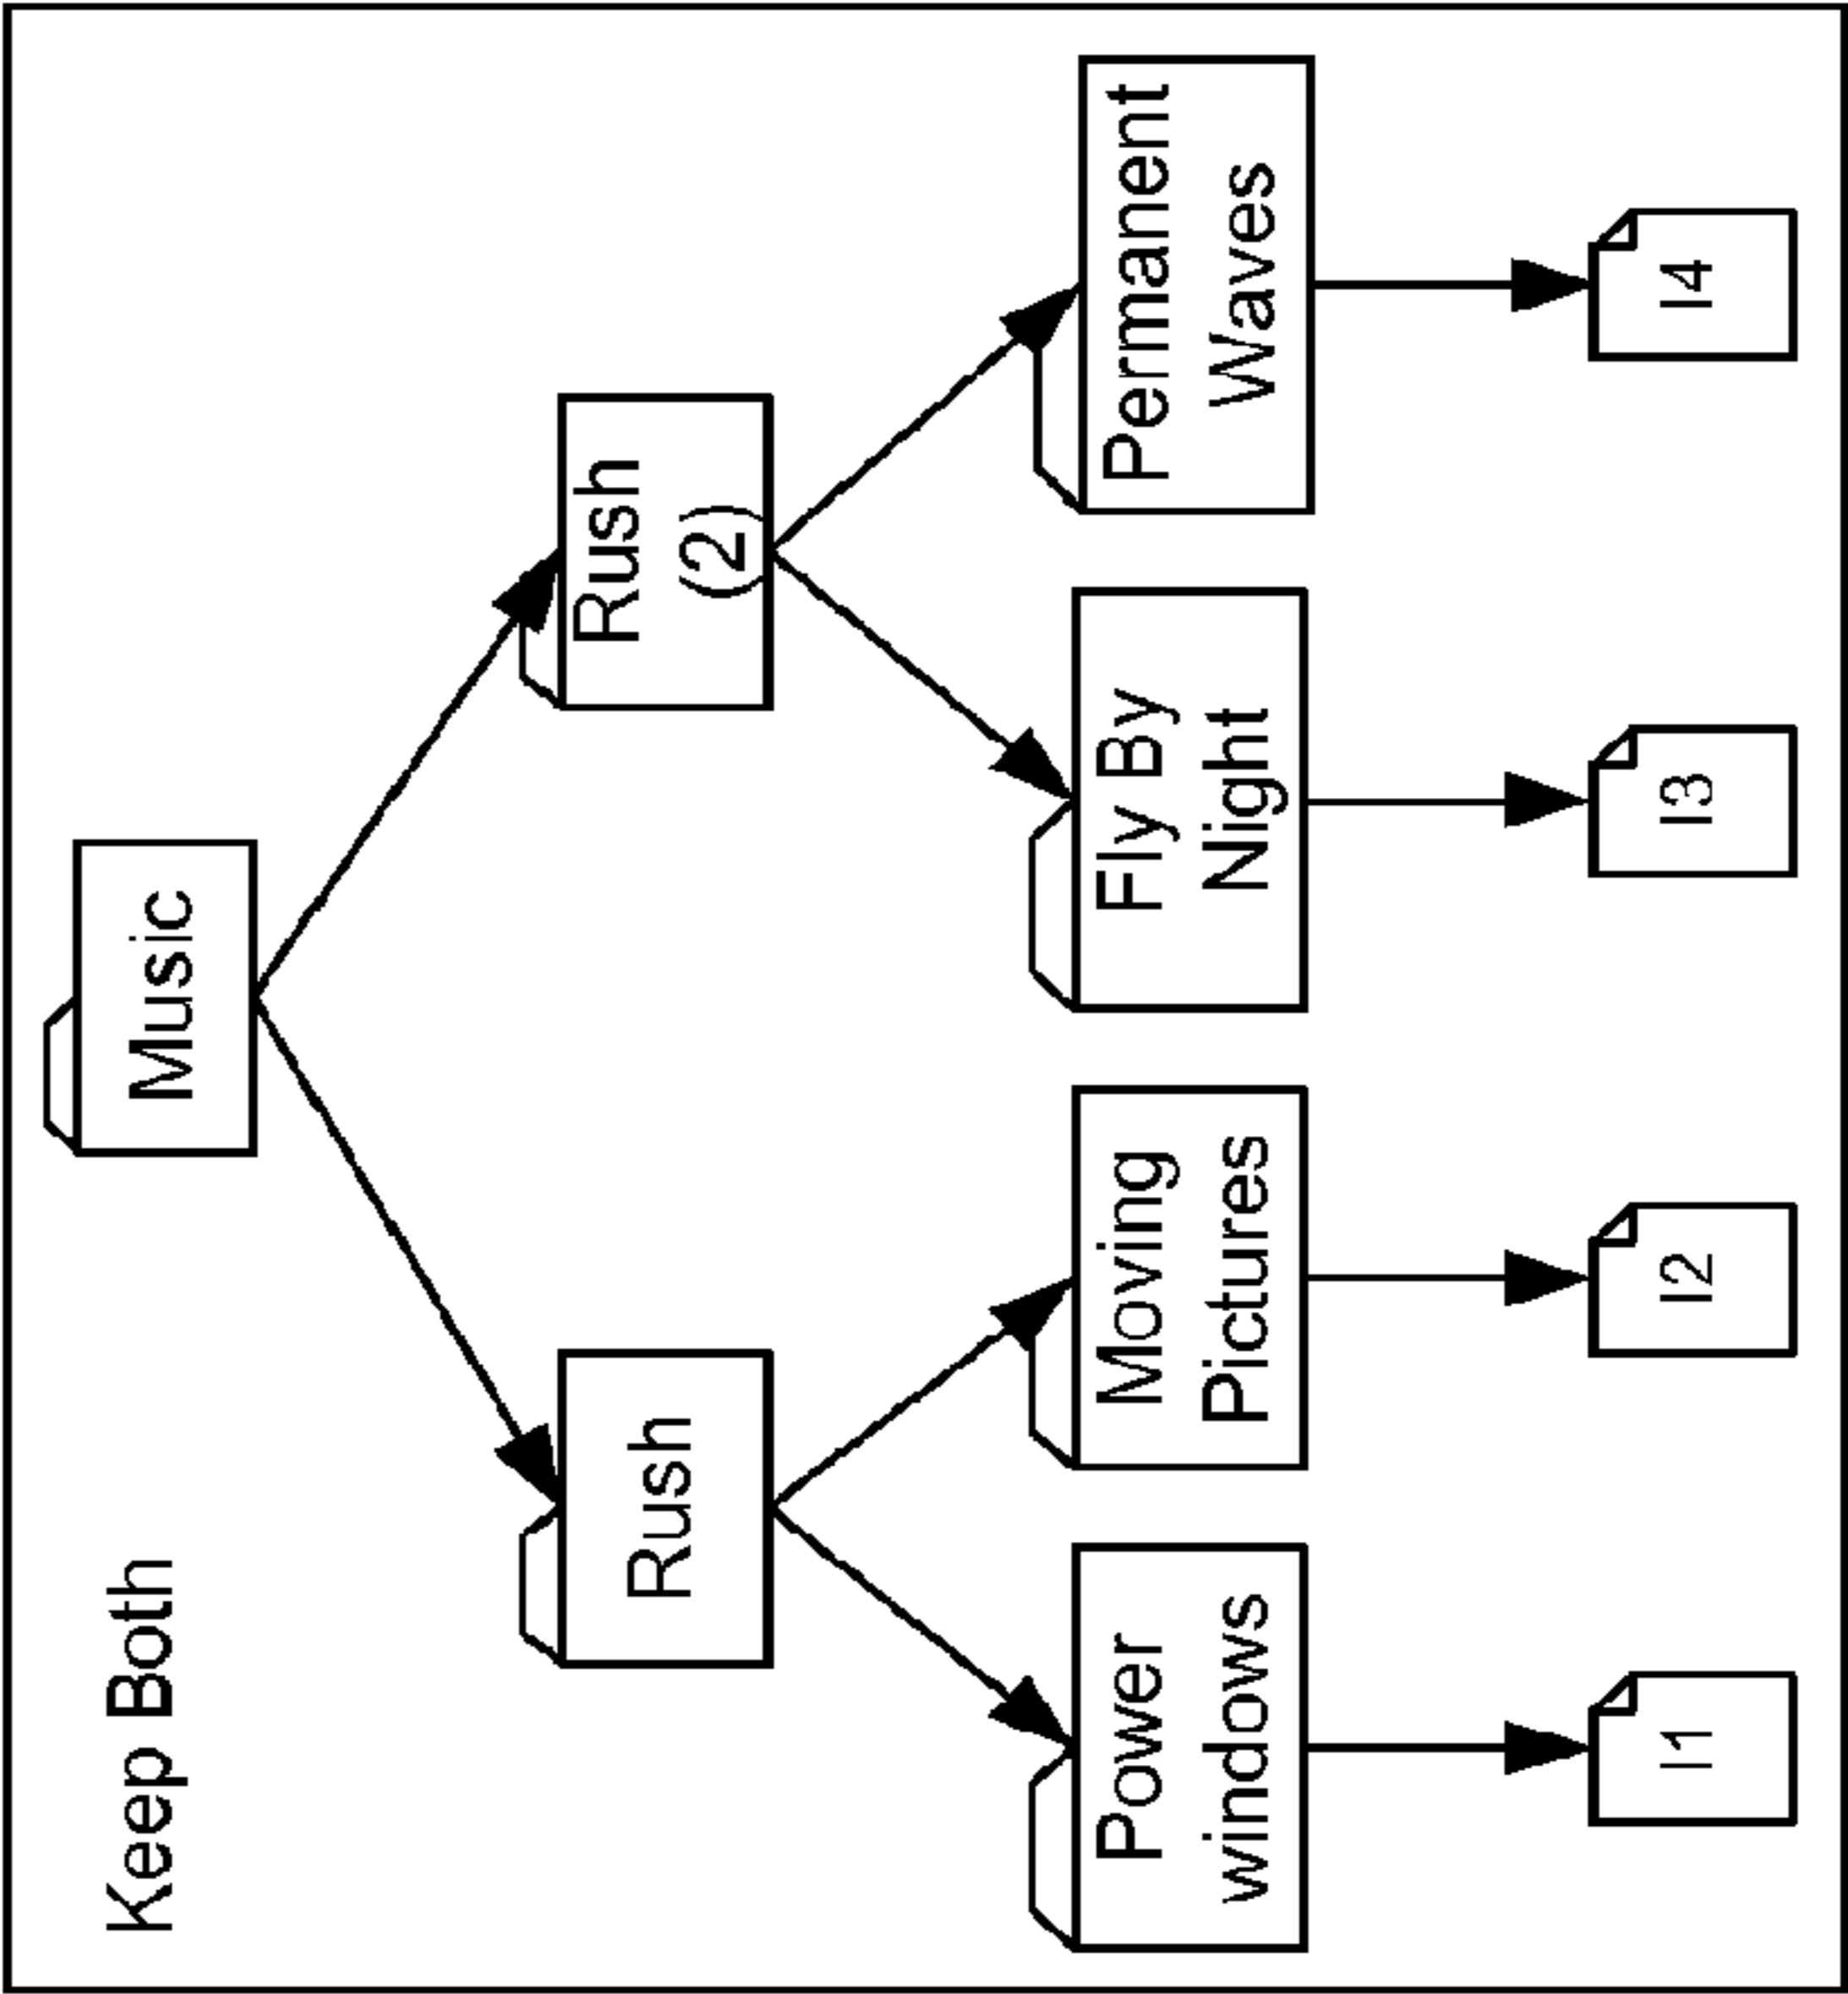 Keep Both
Music
Rush
Rush
(2)
Power
windows
Moving
Pictures
Fly By
Night
Permanent
Waves
I1
I2
I3
I4